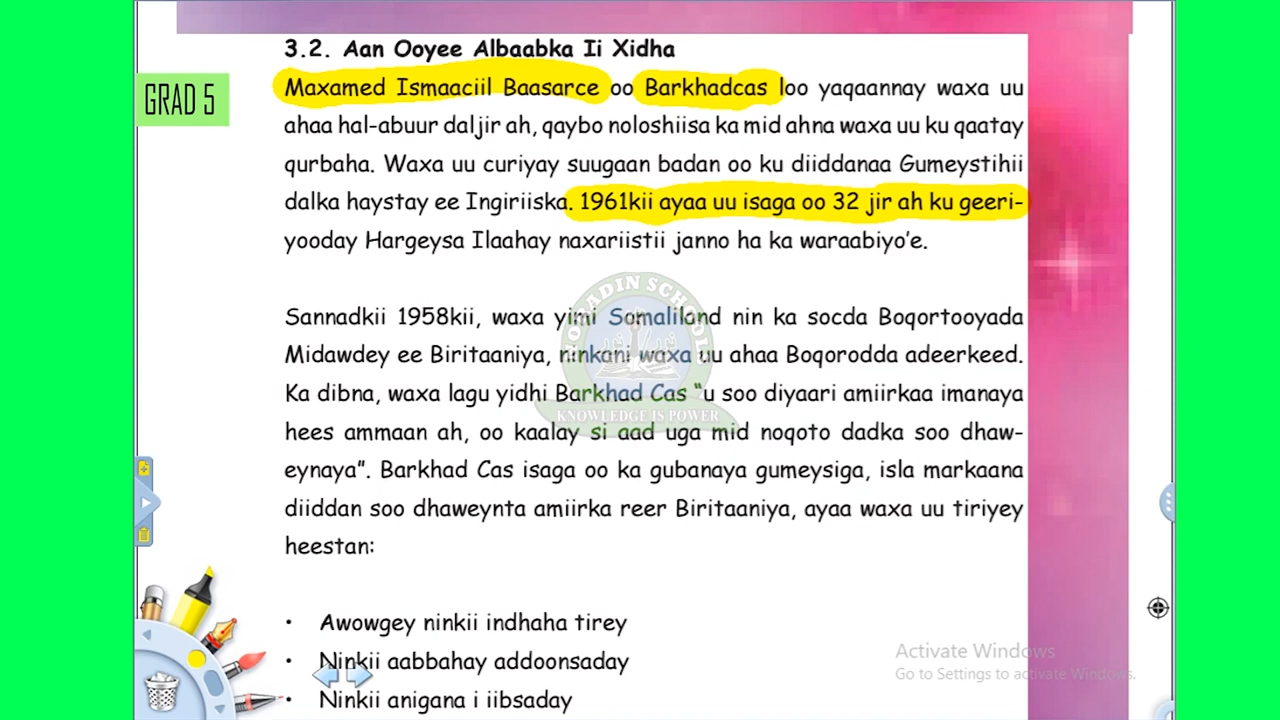 3.2. Aan Ooyee Albaabka Ii Xidha
GRAD 5
Maxamed Ismaaciil Baasarce oo Barkhadcas loo yaqaannay waxa uu
ahaa hal-abuur daljir ah, qaybo noloshiisa ka mid ahna waxa uu ku qaatay
qurbaha. Waxa uu curiyay suugaan badan oo ku diiddanaa Gumeystihii
dalka haystay ee Ingiriiska. 1961kii ayaa uu isaga oo 32 jir ah ku geeri-
yooday Hargeysa Ilaahay naxariistii janno ha ka waraabiyo’e.
Sannadkii 1958kii, waxa yimi Somaliland nin ka socda Boqortooyada
Midawdey ee Biritaaniya, ninkani waxa uu ahaa Boqorodda adeerkeed.
Ka dibna, waxa lagu yidhi Barkhad Cas “u soo diyaari amiirkaa imanaya
hees ammaan ah, oo kaalay si aad uga mid noqoto dadka soo dhaw-
eynaya”. Barkhad Cas isaga oo ka gubanaya gumeysiga, isla markaana
diiddan soo dhaweynta amiirka reer Biritaaniya, ayaa waxa uu tiriyey
heestan:
• Awowgey ninkii indhaha tirey
• Ninkii aabbahay addoonsaday
• Ninkii anigana i iibsaday
SCHOOLS
KNOWLEDGE IS POWER
Activate Windows
Go to Settings to activate Windows.